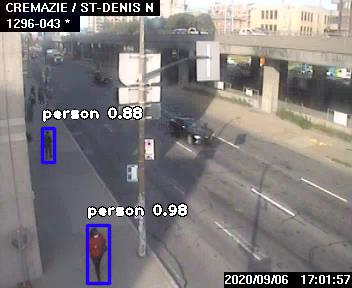 CREMAZIE / ST-DENIS N
1296-043 *
person 0.88
person 0.98
2020/09/06 17:01:57